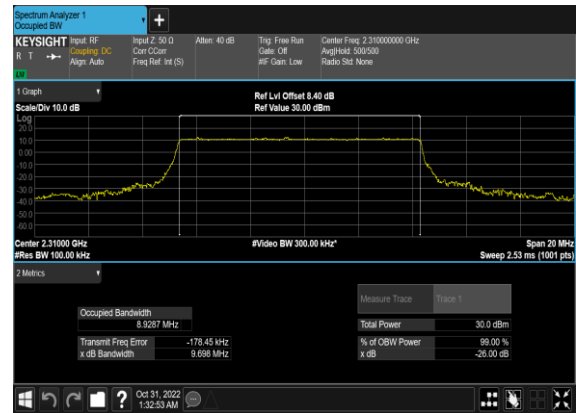 Spectrum Analyzer 1
Occupied BW
KEYSIGHT
R T
LU
Input: RF
Coupling: DC
Align: Auto
Input Z: 50 Ω
Corr CCorr
Freq Ref: Int (S)
Atten: 40 dB
Trig: Free Run
Gate: Off
#IF Gain: Low
Center Freq: 2.310000000 GHz
Avg|Hold: 500/500
Radio Std: None
1 Graph
Scale/Div 10.0 dB
Ref Lvl Offset 8.40 dB
Ref Value 30.00 dBm
Log
20.0
10.0
0.00
-10.0
-20.0
-30.0
-40.0
-50.0
-60.0
Center 2.31000 GHz
#Res BW 100.00 kHz
#Video BW 300.00 kHz*
Span 20 MHz
Sweep 2.53 ms (1001 pts)
2 Metrics
Measure Trace
Trace 1
Occupied Bandwidth
8.9287 MHz
Total Power
30.0 dBm
Transmit Freq Error
-178.45 kHz
% of OBW Power
99.00 %
x dB Bandwidth
9.698 MHz
x dB
-26.00 dB
?
Oct 31, 2022
1:32:53 AM